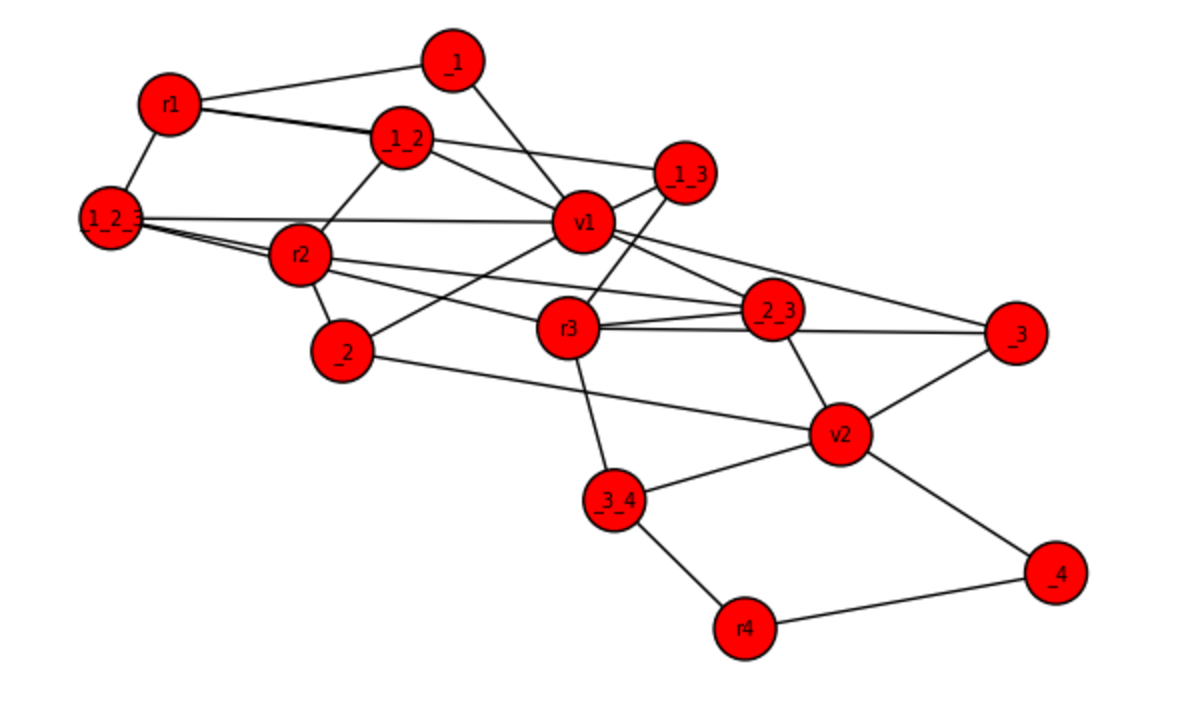 _1
r1
_1_2
_1_3
_1_2_3
v1
r2
_2_3
r3
_3
_2
v2
_3_4
_4
r4